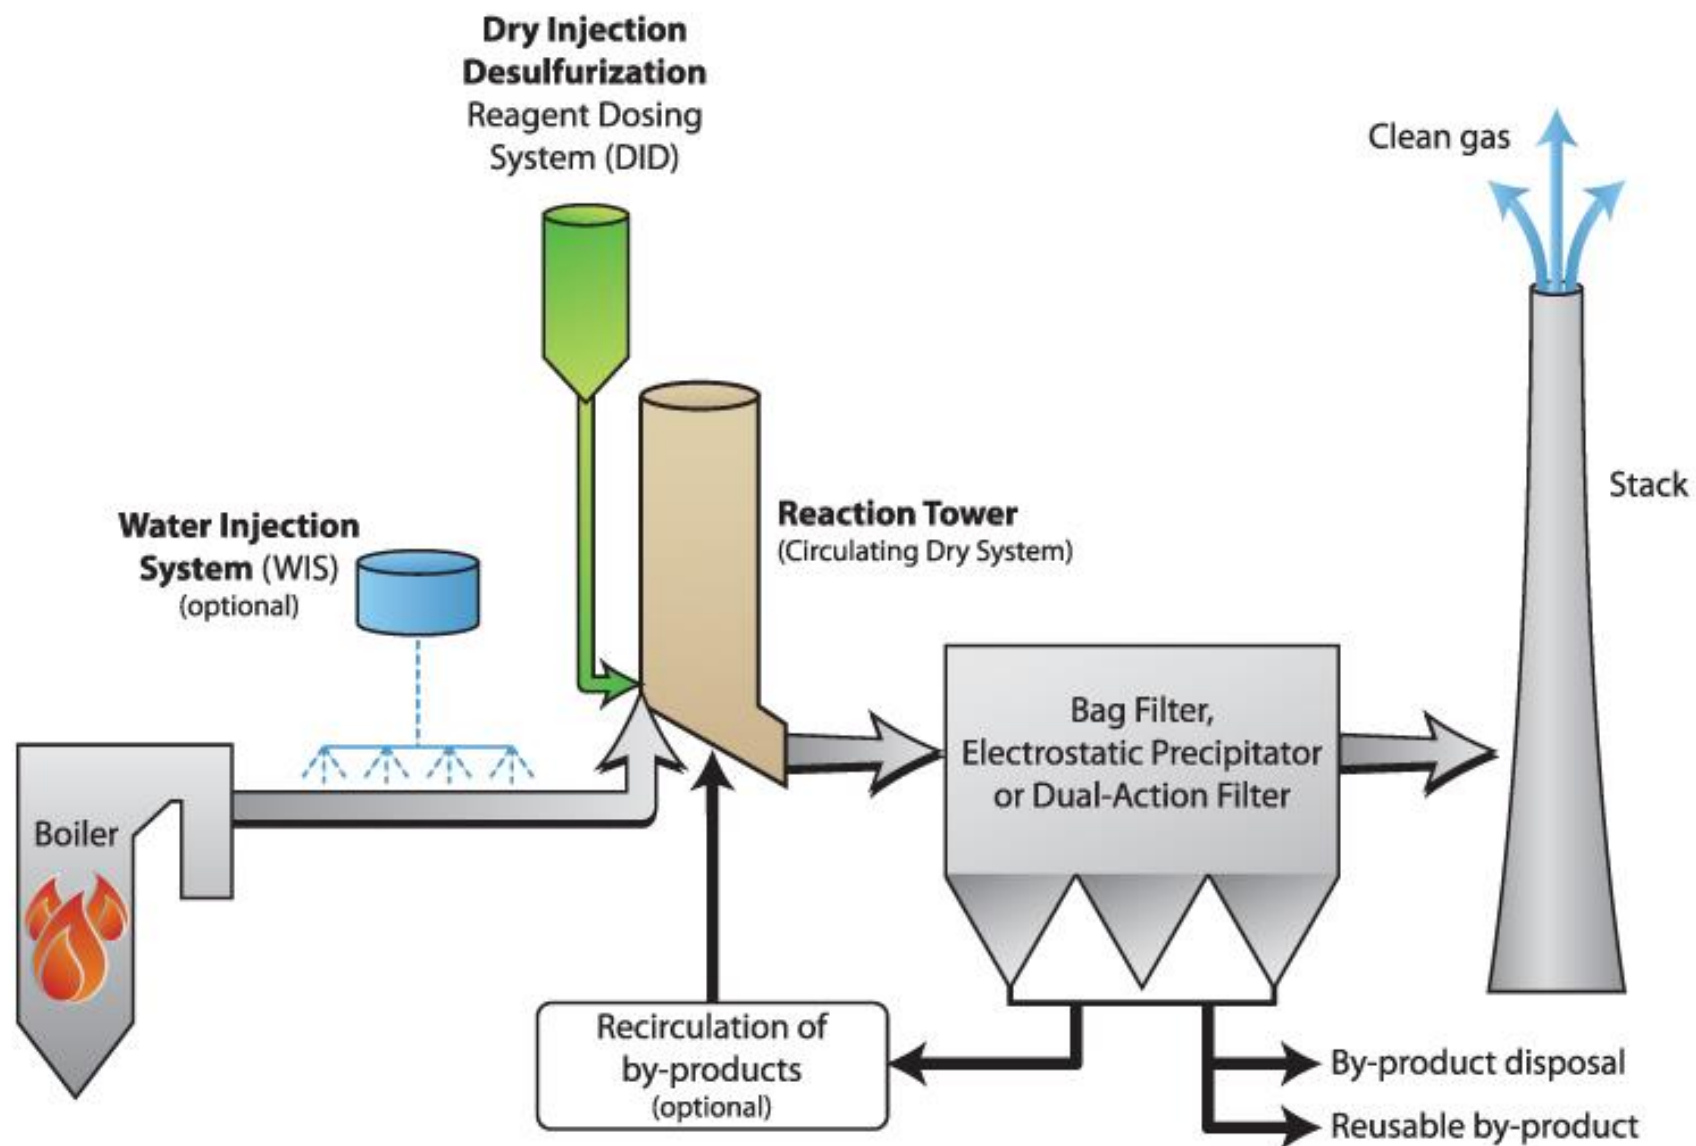 Dry Injection
Desulfurization
Reagent Dosing
System (DID)
Clean gas
Stack
Water Injection
System (WIS)
(optional)
Reaction Tower
(Circulating Dry System)
Bag Filter,
Electrostatic Precipitator
or Dual-Action Filter
Boiler
Recirculation of
by-products
(optional)
By-product disposal
Reusable by-product